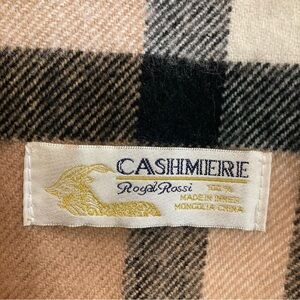 CASHMERE
Royal Rossi
100%
MADE IN INNER
MONGOLIA CHINA